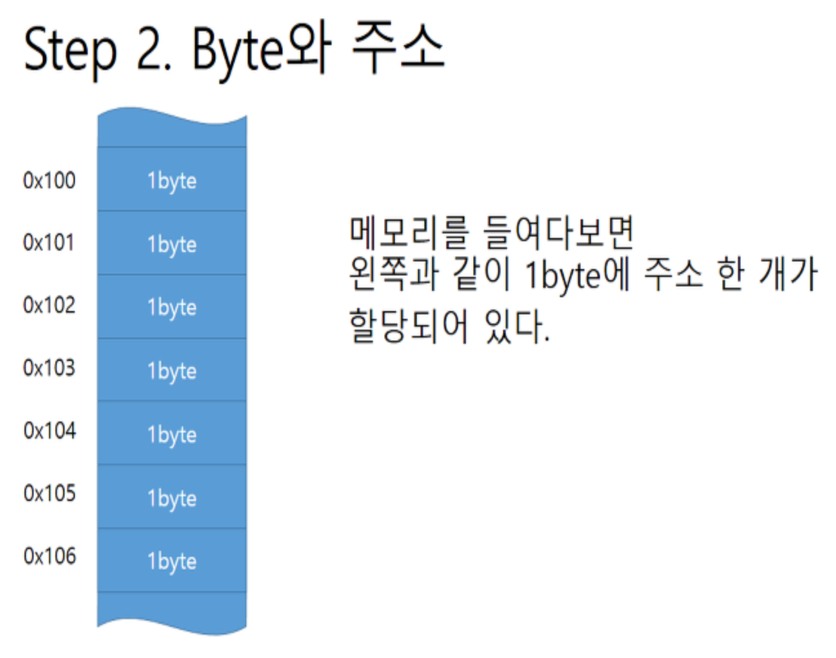 Step 2. Byte와 주소
0x100 1byte
0x101 1byte
0x102 1byte
0x103 1byte
0x104 1byte
0x105 1byte
0x106 1byte
메모리를 들여다보면
왼쪽과 같이 1byte에 주소 한 개가
할당되어 있다.